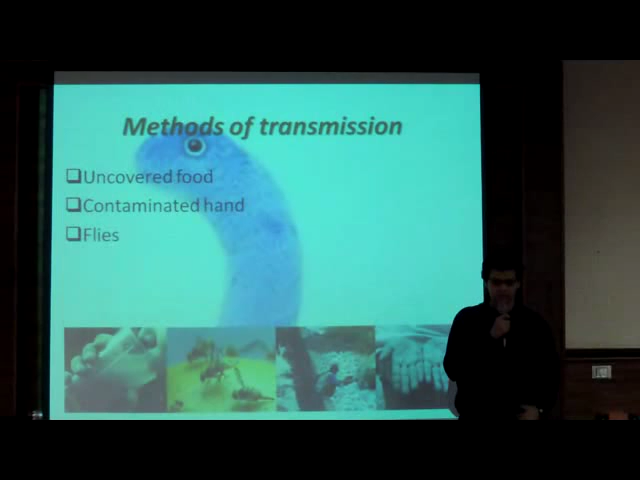 Methods of transmission
❑Uncovered food
❑Contaminated hand
❑Flies